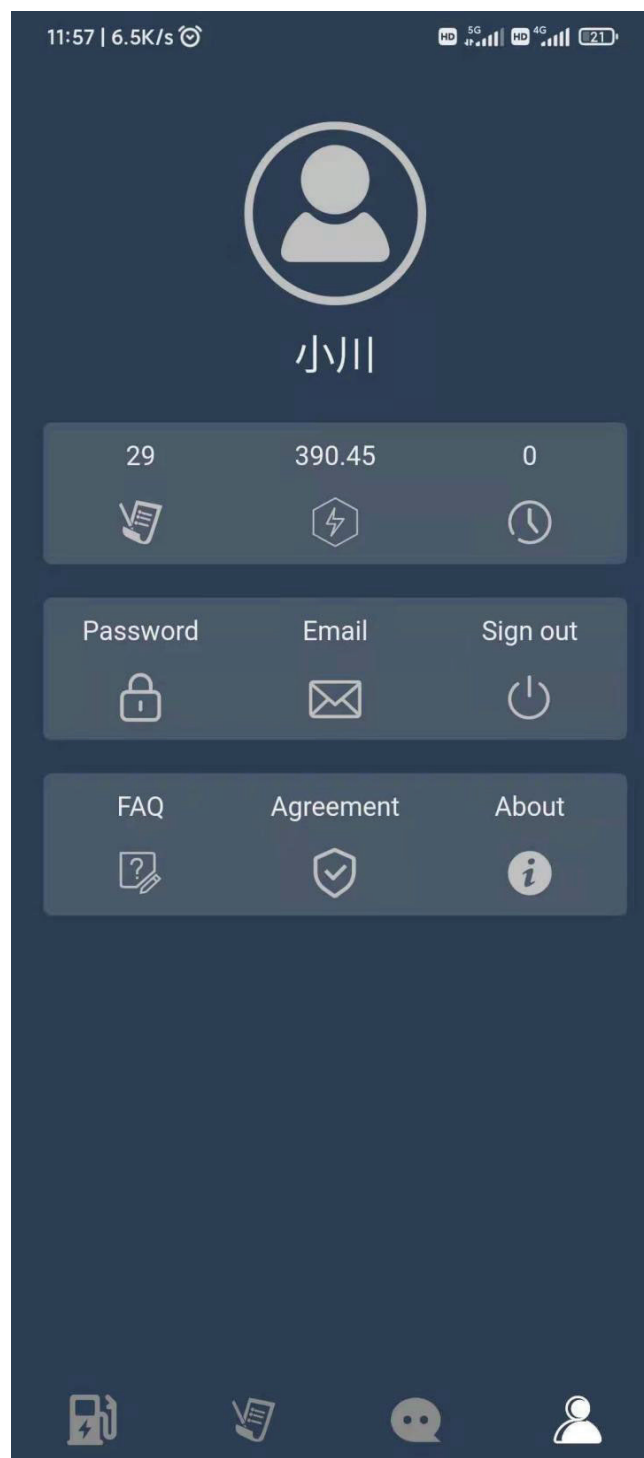 11:57 | 6.5K/s HD 5G HD 4G 21
小川
29 390.45 0
Password Email Sign out
FAQ Agreement About